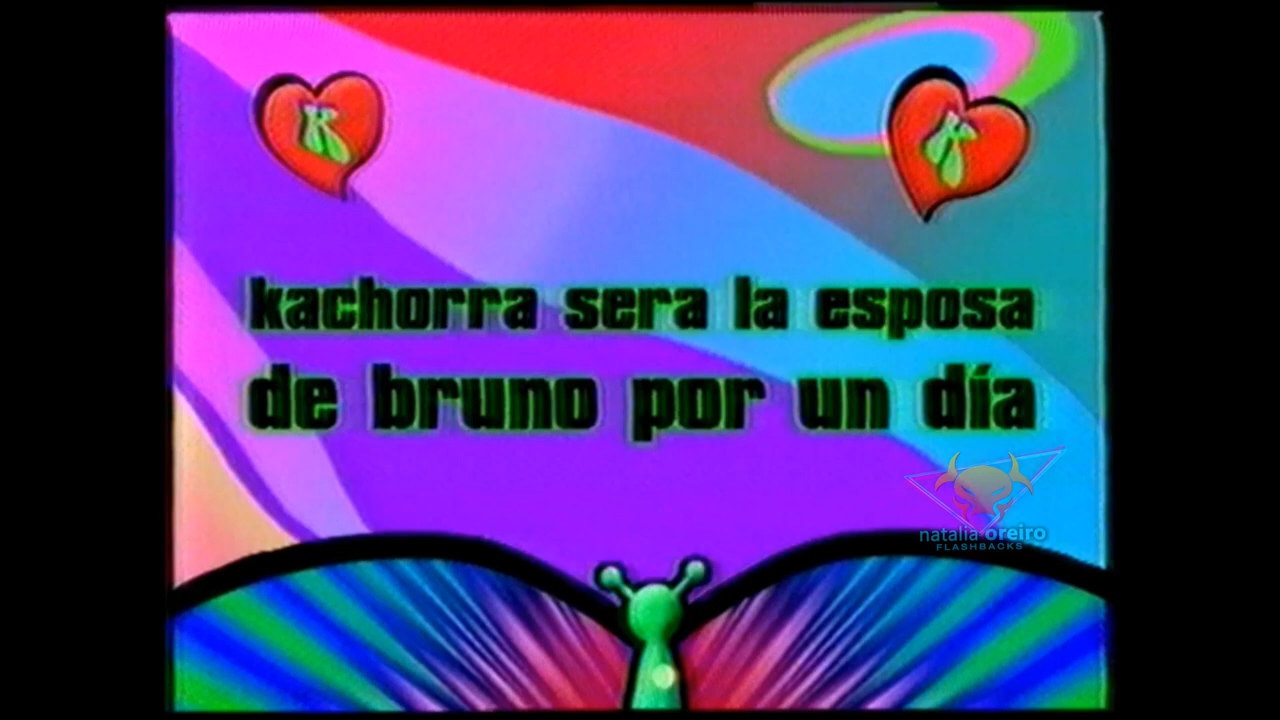 kachorra sera la esposa
de bruno por un día
natalia oreiro
FLASHBACKS